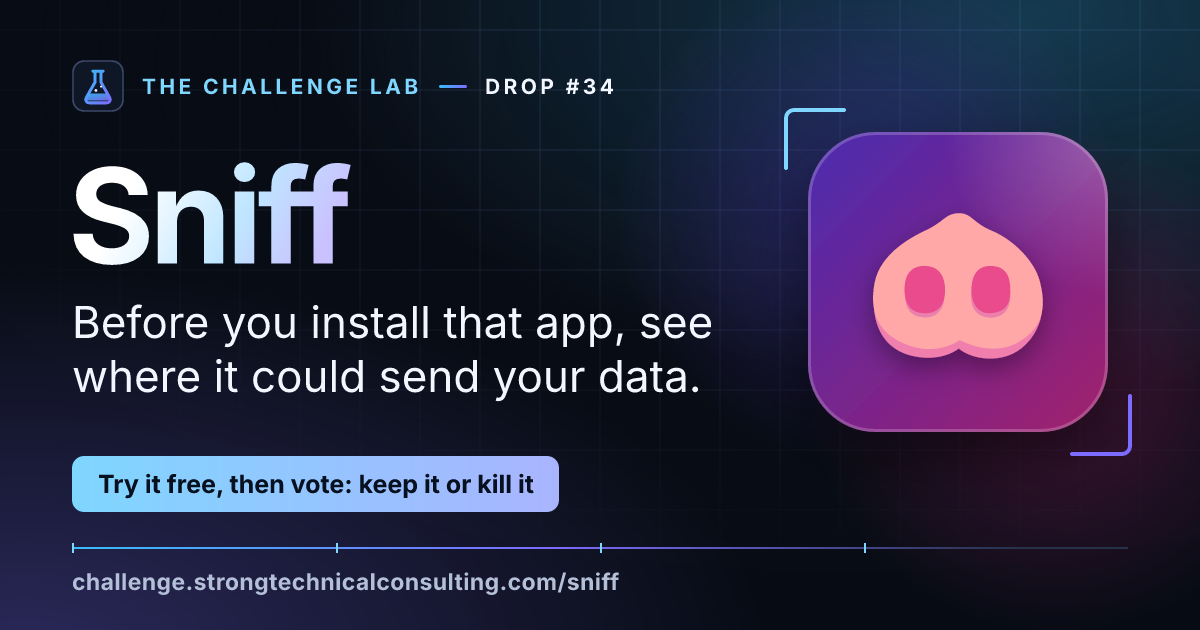 THE CHALLENGE LAB — DROP #34
Sniff
Before you install that app, see
where it could send your data.
Try it free, then vote: keep it or kill it
challenge.strongtechnicalconsulting.com/sniff